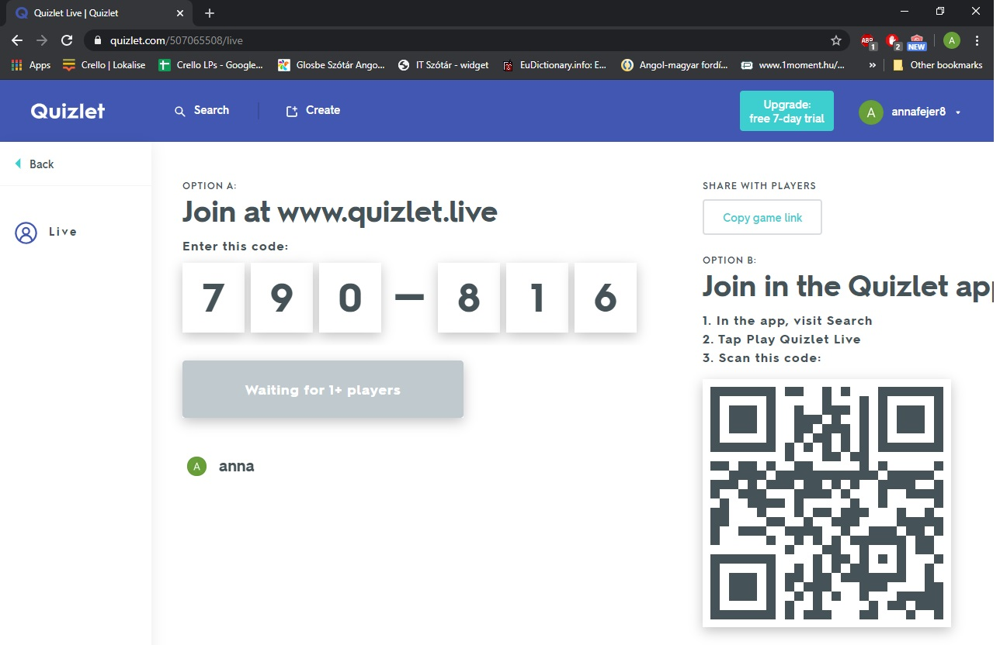 Quizlet Live | Quizlet
quizlet.com/507065508/live
ABP 1 2 NEW A
Apps Crello | Lokalise Crello LPs - Google... Glosbe Szótár Ango... IT Szótár - widget EuDictionary.info: E... Angol-magyar fordí... www.1moment.hu/... » Other bookmarks
Quizlet Search Create
Upgrade:
free 7-day trial
A annafejer8
Back
Live
OPTION A:
Join at www.quizlet.live
Enter this code:
7 9 0 – 8 1 6
Waiting for 1+ players
A anna
SHARE WITH PLAYERS
Copy game link
OPTION B:
Join in the Quizlet app
1. In the app, visit Search
2. Tap Play Quizlet Live
3. Scan this code: